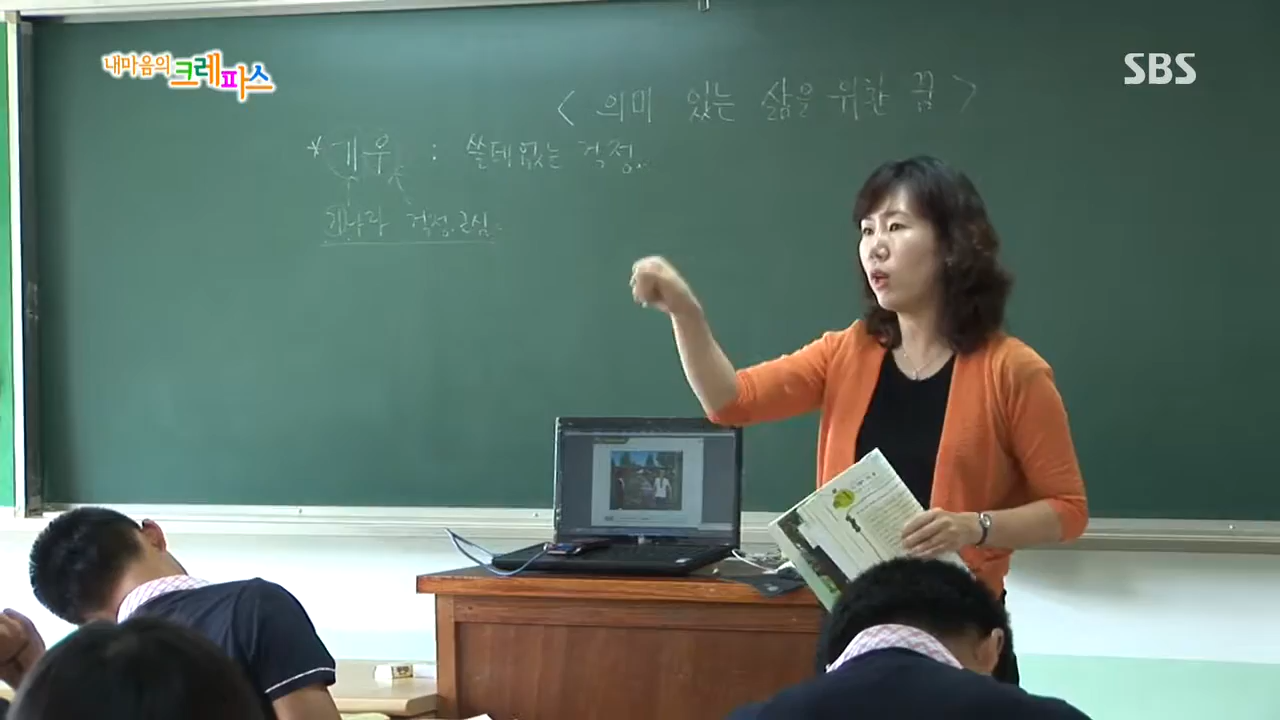 내마음의 크레파스
SBS
< 의미 있는 삶을 위한 꿈 >
* 기우 : 쓸데없는 걱정..
기나라 걱정.근심.